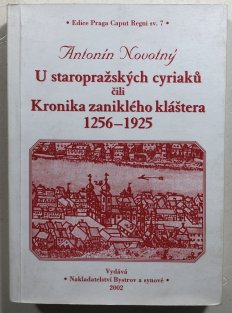 • Edice Praga Caput Regni sv. 7 •
Antonín Novotný
U staropražských cyriaků
čili
Kronika zaniklého kláštera
1256–1925
Vydává
• Nakladatelství Bystrov a synové •
2002